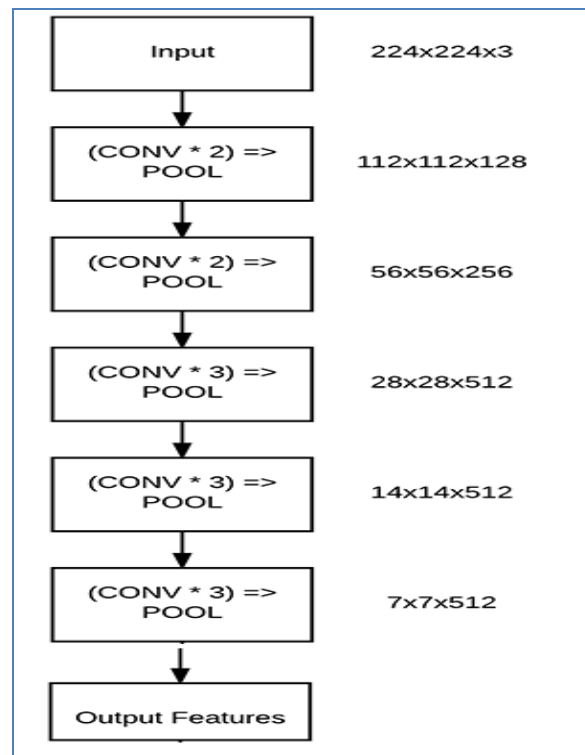 Input
224x224x3
(CONV * 2) =>
POOL
112x112x128
(CONV * 2) =>
POOL
56x56x256
(CONV * 3) =>
POOL
28x28x512
(CONV * 3) =>
POOL
14x14x512
(CONV * 3) =>
POOL
7x7x512
Output Features